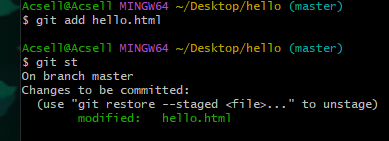 Acsell@Acsell MINGW64 ~/Desktop/hello (master)
$ git add hello.html

Acsell@Acsell MINGW64 ~/Desktop/hello (master)
$ git st
On branch master
Changes to be committed:
  (use "git restore --staged <file>..." to unstage)
        modified:   hello.html